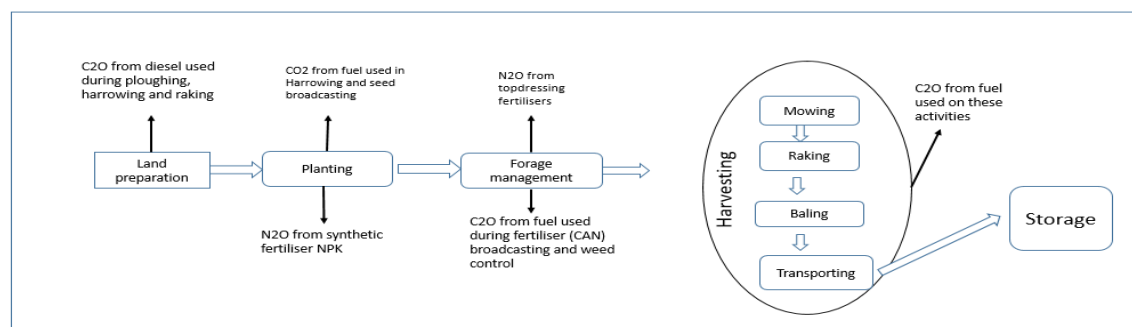 C2O from diesel used
during ploughing,
harrowing and raking
Land
preparation
CO2 from fuel used in
Harrowing and seed
broadcasting
Planting
N2O from synthetic
fertiliser NPK
N2O from
topdressing
fertilisers
Forage
management
C2O from fuel used
during fertiliser (CAN)
broadcasting and weed
control
Harvesting
Mowing
Raking
Baling
Transporting
C2O from fuel
used on these
activities
Storage